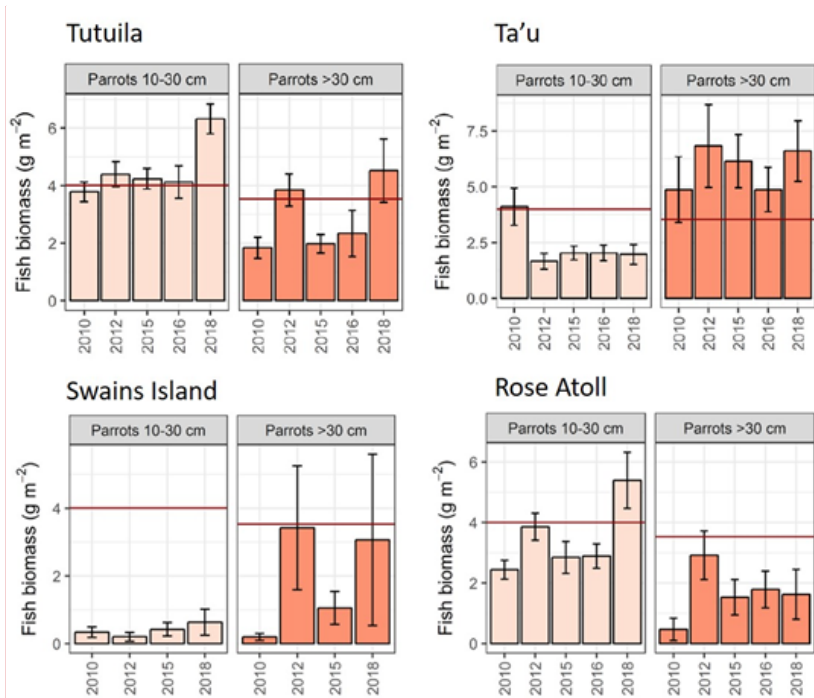 Tutuila
Parrots 10-30 cm Parrots >30 cm
Fish biomass (g m⁻²)
6
4
2
0
2010 2012 2015 2016 2018 2010 2012 2015 2016 2018
Ta'u
Parrots 10-30 cm Parrots >30 cm
Fish biomass (g m⁻²)
7.5
5.0
2.5
0.0
2010 2012 2015 2016 2018 2010 2012 2015 2016 2018
Swains Island
Parrots 10-30 cm Parrots >30 cm
Fish biomass (g m⁻²)
4
2
0
2010 2012 2015 2018 2010 2012 2015 2018
Rose Atoll
Parrots 10-30 cm Parrots >30 cm
Fish biomass (g m⁻²)
6
4
2
0
2010 2012 2015 2016 2018 2010 2012 2015 2016 2018